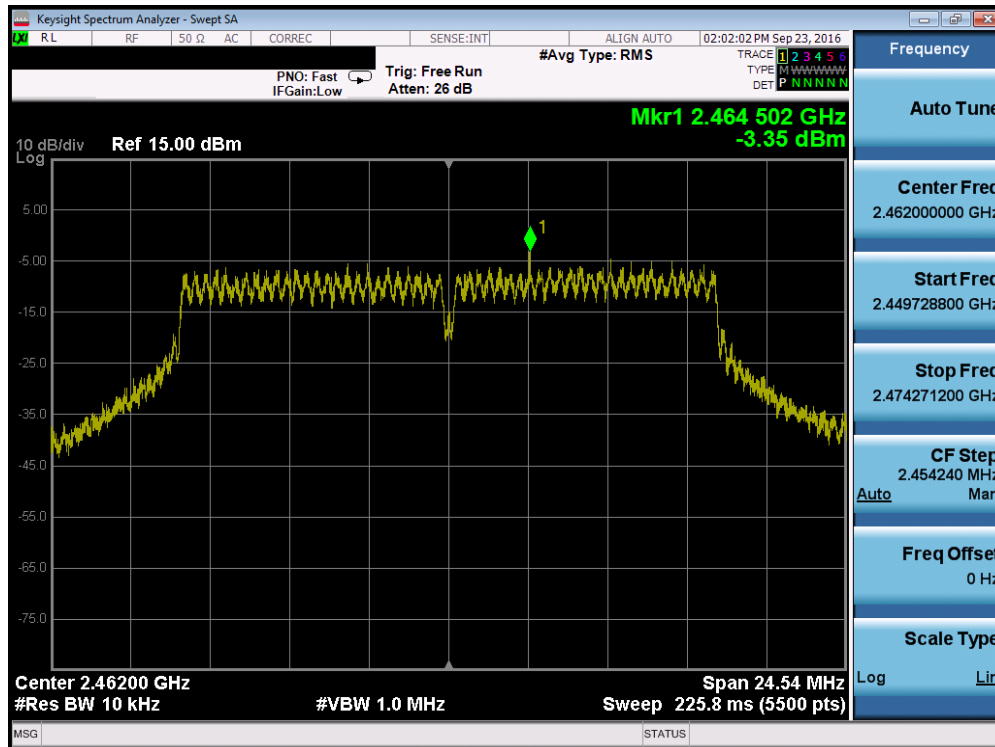 Keysight Spectrum Analyzer - Swept SA
LXI RL RF 50 Ω AC CORREC SENSE:INT ALIGN AUTO 02:02:02 PM Sep 23, 2016
PNO: Fast
IFGain:Low
Trig: Free Run
Atten: 26 dB
#Avg Type: RMS
TRACE 1 2 3 4 5 6
TYPE M WWWWW
DET P N N N N N
Mkr1 2.464 502 GHz
-3.35 dBm
10 dB/div Ref 15.00 dBm
Log
5.00
-5.00
-15.0
-25.0
-35.0
-45.0
-55.0
-65.0
-75.0
1
Center 2.46200 GHz Span 24.54 MHz
#Res BW 10 kHz #VBW 1.0 MHz Sweep 225.8 ms (5500 pts)
MSG STATUS
Frequency
Auto Tune
Center Freq
2.462000000 GHz
Start Freq
2.449728800 GHz
Stop Freq
2.474271200 GHz
CF Step
2.454240 MHz
Auto Man
Freq Offset
0 Hz
Scale Type
Log Lin